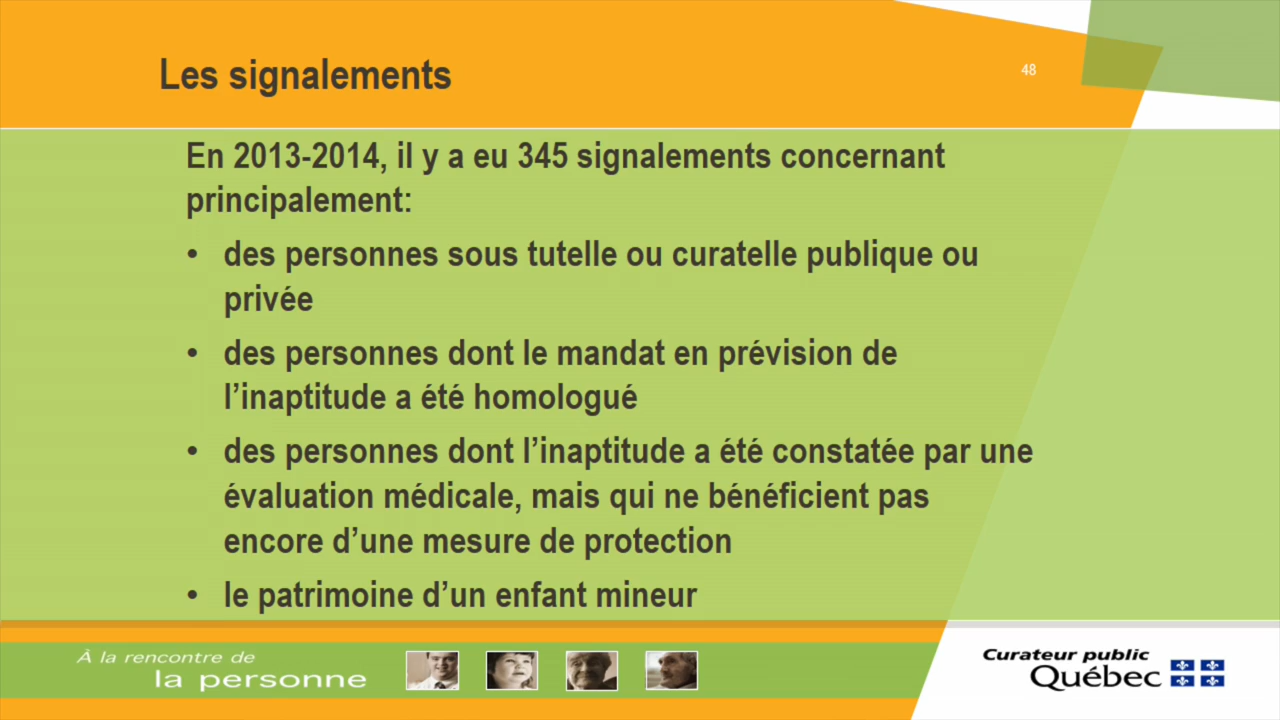 Les signalements
48
En 2013-2014, il y a eu 345 signalements concernant
principalement:
• des personnes sous tutelle ou curatelle publique ou
privée
• des personnes dont le mandat en prévision de
l’inaptitude a été homologué
• des personnes dont l’inaptitude a été constatée par une
évaluation médicale, mais qui ne bénéficient pas
encore d’une mesure de protection
• le patrimoine d’un enfant mineur
À la rencontre de
la personne
Curateur public
Québec